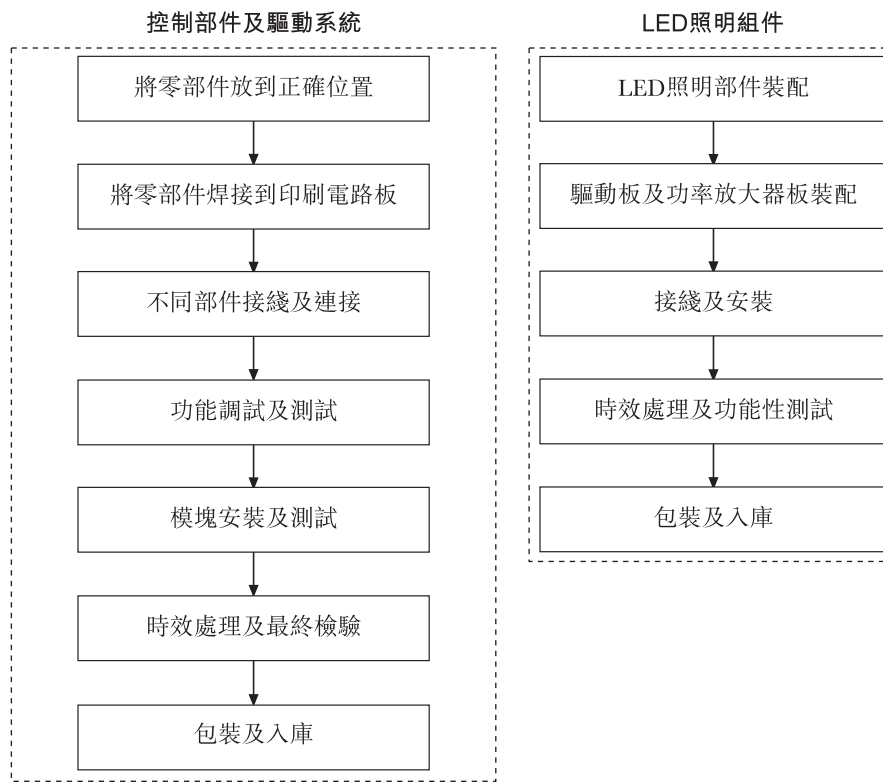 控制部件及驅動系統
將零部件放到正確位置
將零部件焊接到印刷電路板
不同部件接綫及連接
功能調試及測試
模塊安裝及測試
時效處理及最終檢驗
包裝及入庫
LED照明組件
LED照明部件裝配
驅動板及功率放大器板裝配
接綫及安裝
時效處理及功能性測試
包裝及入庫